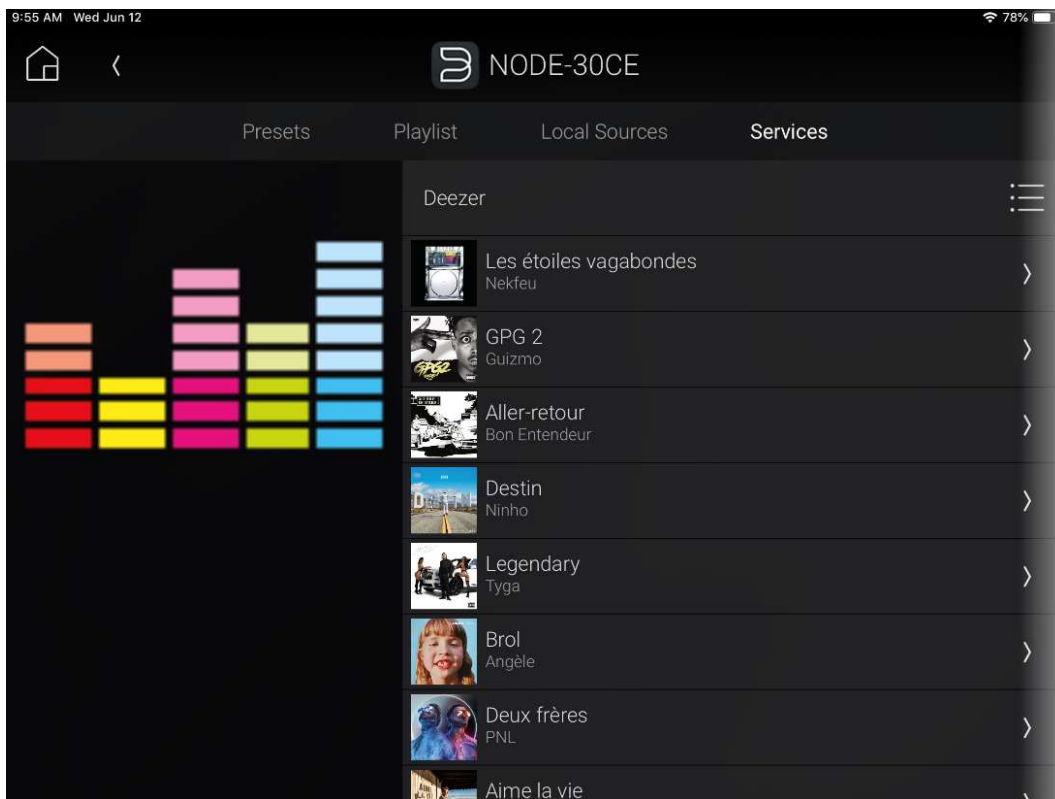 9:55 AM Wed Jun 12
78%
NODE-30CE
Presets Playlist Local Sources Services
Deezer
Les étoiles vagabondes
Nekfeu
GPG 2
Guizmo
GPG2
Aller-retour
Bon Entendeur
Destin
Ninho
Legendary
Tyga
Brol
Angèle
Deux frères
PNL
Aime la vie